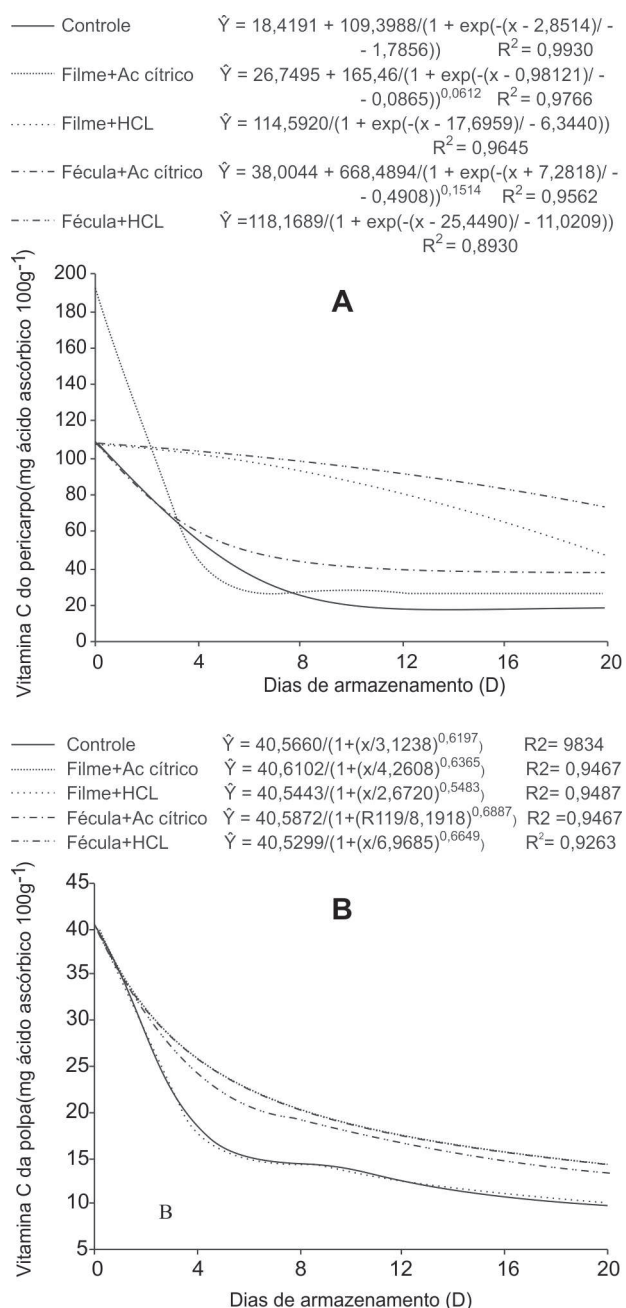 Controle Ŷ = 18,4191 + 109,3988/(1 + exp(-(x - 2,8514)/ -
- 1,7856)) R² = 0,9930
Filme+Ac cítrico Ŷ = 26,7495 + 165,46/(1 + exp(-(x - 0,98121)/ -
- 0,0865))^0,0612 R² = 0,9766
Filme+HCL Ŷ = 114,5920/(1 + exp(-(x - 17,6959)/ - 6,3440))
R² = 0,9645
Fécula+Ac cítrico Ŷ = 38,0044 + 668,4894/(1 + exp(-(x + 7,2818)/ -
- 0,4908))^0,1514 R² = 0,9562
Fécula+HCL Ŷ =118,1689/(1 + exp(-(x - 25,4490)/ - 11,0209))
R² = 0,8930
A
Vitamina C do pericarpo(mg ácido ascórbico 100g⁻¹)
200
180
160
140
120
100
80
60
40
20
0
0 4 8 12 16 20
Dias de armazenamento (D)
Controle Ŷ = 40,5660/(1+(x/3,1238)^0,6197) R2= 9834
Filme+Ac cítrico Ŷ = 40,6102/(1+(x/4,2608)^0,6365) R2= 0,9467
Filme+HCL Ŷ = 40,5443/(1+(x/2,6720)^0,5483) R2= 0,9487
Fécula+Ac cítrico Ŷ = 40,5872/(1+(R119/8,1918)^0,6887) R2 =0,9467
Fécula+HCL Ŷ = 40,5299/(1+(x/6,9685)^0,6649) R²= 0,9263
B
Vitamina C da polpa(mg ácido ascórbico 100g⁻¹)
45
40
35
30
25
20
15
10
5
B
0 4 8 12 16 20
Dias de armazenamento (D)